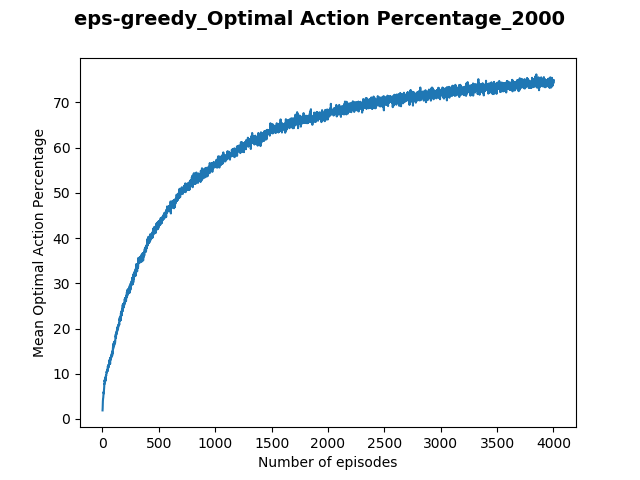 eps-greedy_Optimal Action Percentage_2000
Mean Optimal Action Percentage
70
60
50
40
30
20
10
0
0 500 1000 1500 2000 2500 3000 3500 4000
Number of episodes